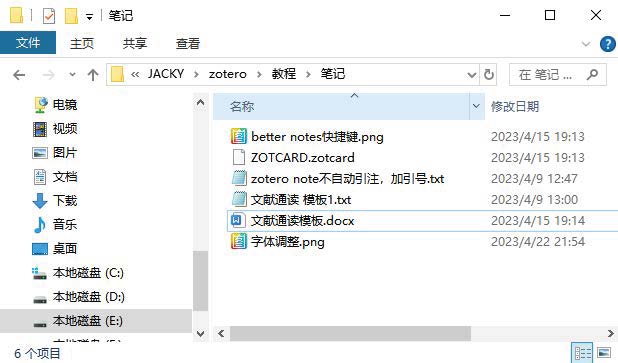 笔记
文件 主页 共享 查看
« JACKY › zotero › 教程 › 笔记
在 笔记 ...
名称 修改日期
电镜
视频
图片
文档
下载
音乐
桌面
本地磁盘 (C:)
本地磁盘 (D:)
本地磁盘 (E:)
better notes快捷键.png 2023/4/15 19:13
ZOTCARD.zotcard 2023/4/15 19:13
zotero note不自动引注，加引号.txt 2023/4/9 12:47
文献通读 模板1.txt 2023/4/9 13:00
文献通读模板.docx 2023/4/15 19:14
字体调整.png 2023/4/22 21:54
6 个项目